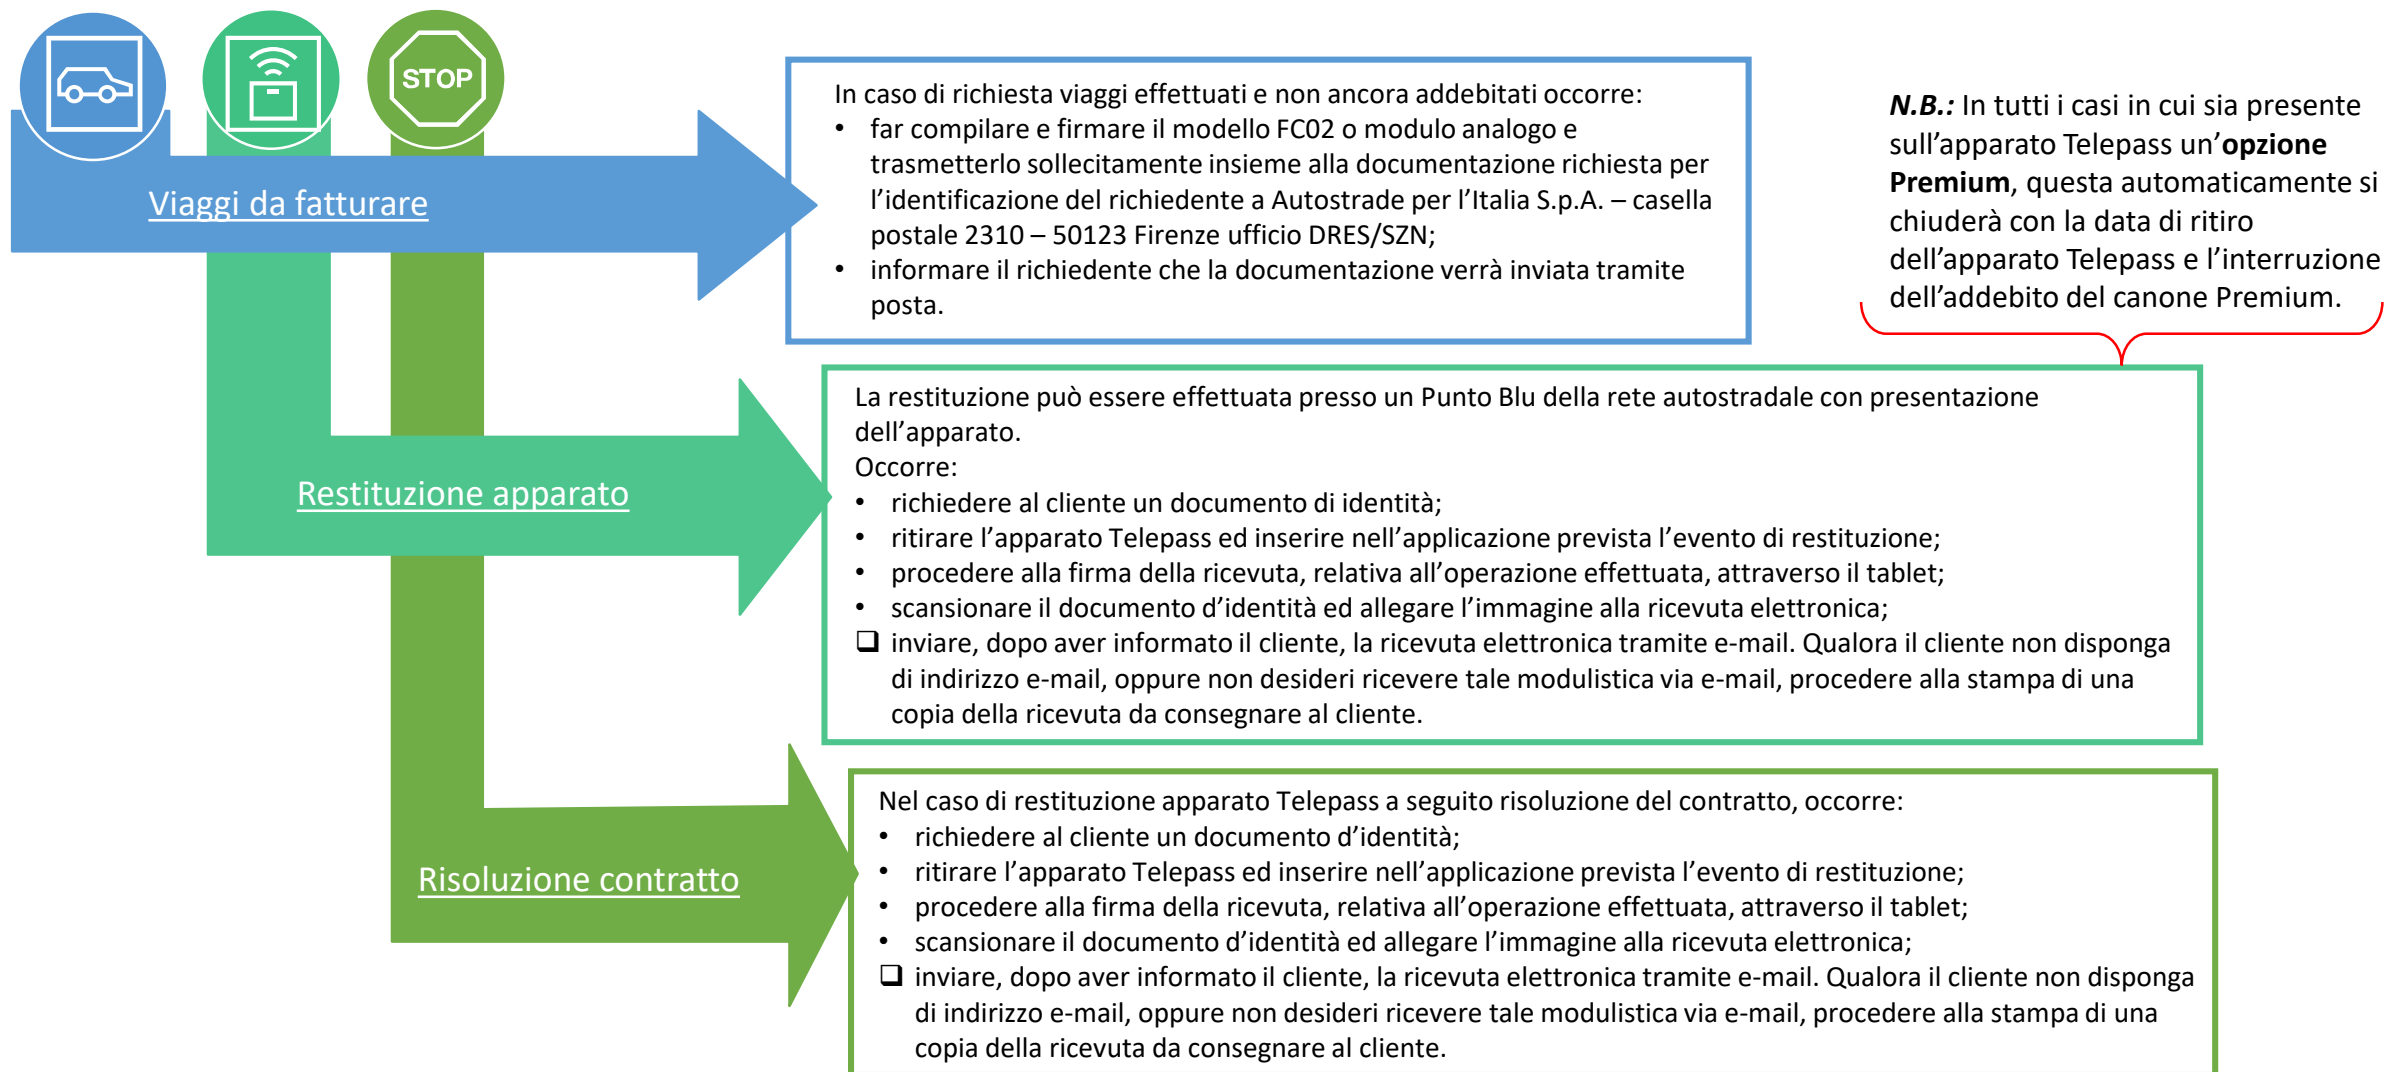 STOP
Viaggi da fatturare
In caso di richiesta viaggi effettuati e non ancora addebitati occorre:
• far compilare e firmare il modello FC02 o modulo analogo e
trasmetterlo sollecitamente insieme alla documentazione richiesta per
l’identificazione del richiedente a Autostrade per l’Italia S.p.A. – casella
postale 2310 – 50123 Firenze ufficio DRES/SZN;
• informare il richiedente che la documentazione verrà inviata tramite
posta.
N.B.: In tutti i casi in cui sia presente
sull’apparato Telepass un’opzione
Premium, questa automaticamente si
chiuderà con la data di ritiro
dell’apparato Telepass e l’interruzione
dell’addebito del canone Premium.
Restituzione apparato
La restituzione può essere effettuata presso un Punto Blu della rete autostradale con presentazione
dell’apparato.
Occorre:
• richiedere al cliente un documento di identità;
• ritirare l’apparato Telepass ed inserire nell’applicazione prevista l’evento di restituzione;
• procedere alla firma della ricevuta, relativa all’operazione effettuata, attraverso il tablet;
• scansionare il documento d’identità ed allegare l’immagine alla ricevuta elettronica;
❑ inviare, dopo aver informato il cliente, la ricevuta elettronica tramite e-mail. Qualora il cliente non disponga
di indirizzo e-mail, oppure non desideri ricevere tale modulistica via e-mail, procedere alla stampa di una
copia della ricevuta da consegnare al cliente.
Risoluzione contratto
Nel caso di restituzione apparato Telepass a seguito risoluzione del contratto, occorre:
• richiedere al cliente un documento d’identità;
• ritirare l’apparato Telepass ed inserire nell’applicazione prevista l’evento di restituzione;
• procedere alla firma della ricevuta, relativa all’operazione effettuata, attraverso il tablet;
• scansionare il documento d’identità ed allegare l’immagine alla ricevuta elettronica;
❑ inviare, dopo aver informato il cliente, la ricevuta elettronica tramite e-mail. Qualora il cliente non disponga
di indirizzo e-mail, oppure non desideri ricevere tale modulistica via e-mail, procedere alla stampa di una
copia della ricevuta da consegnare al cliente.